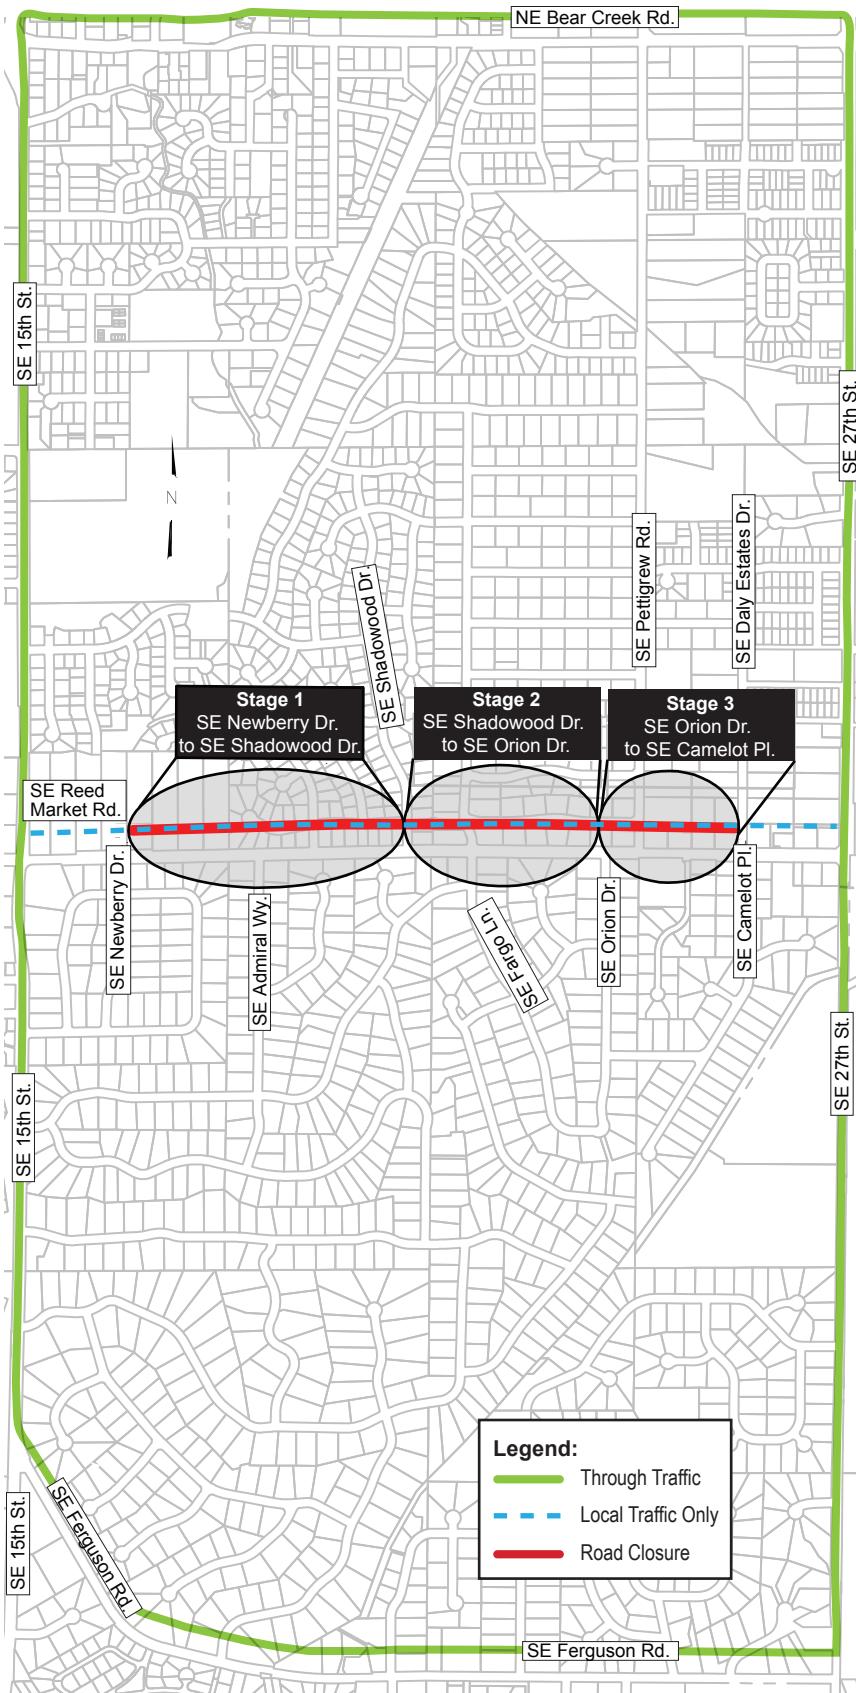 NE Bear Creek Rd.
SE 15th St.
SE 27th St.
N
SE Pettigrew Rd.
SE Daly Estates Dr.
SE Shadowood Dr.
Stage 1
SE Newberry Dr.
to SE Shadowood Dr.
Stage 2
SE Shadowood Dr.
to SE Orion Dr.
Stage 3
SE Orion Dr.
to SE Camelot Pl.
SE Reed
Market Rd.
SE Newberry Dr.
SE Admiral Wy.
SE Fargo Ln.
SE Orion Dr.
SE Camelot Pl.
SE 15th St.
SE 27th St.
Legend:
Through Traffic
Local Traffic Only
Road Closure
SE 15th St.
SE Ferguson Rd.
SE Ferguson Rd.